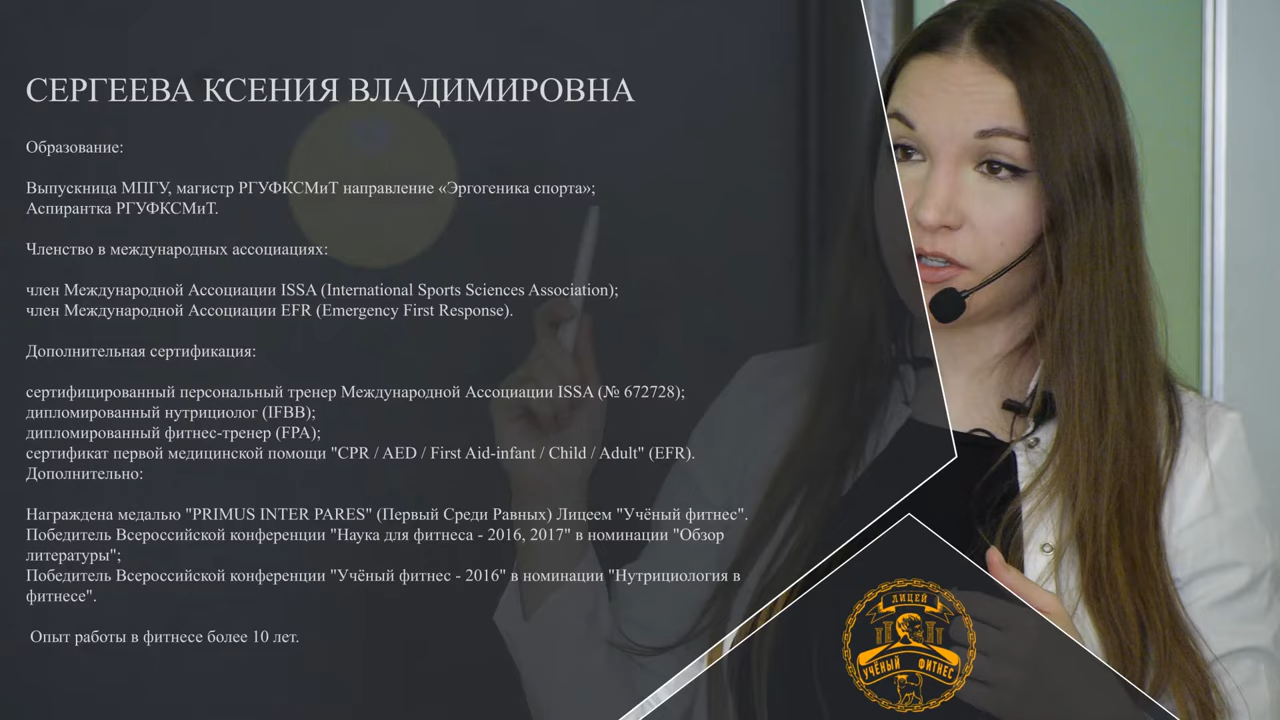 СЕРГЕЕВА КСЕНИЯ ВЛАДИМИРОВНА
Образование:
Выпускница МПГУ, магистр РГУФКСМиТ направление «Эргогеника спорта»;
Аспирантка РГУФКСМиТ.
Членство в международных ассоциациях:
член Международной Ассоциации ISSA (International Sports Sciences Association);
член Международной Ассоциации EFR (Emergency First Response).
Дополнительная сертификация:
сертифицированный персональный тренер Международной Ассоциации ISSA (№ 672728);
дипломированный нутрициолог (IFBB);
дипломированный фитнес-тренер (FPA);
сертификат первой медицинской помощи "CPR / AED / First Aid-infant / Child / Adult" (EFR).
Дополнительно:
Награждена медалью "PRIMUS INTER PARES" (Первый Среди Равных) Лицеем "Учёный фитнес".
Победитель Всероссийской конференции "Наука для фитнеса - 2016, 2017" в номинации "Обзор
литературы";
Победитель Всероссийской конференции "Учёный фитнес - 2016" в номинации "Нутрициология в
фитнесе".
Опыт работы в фитнесе более 10 лет.
ЛИЦЕЙ
УЧЁНЫЙ ФИТНЕС